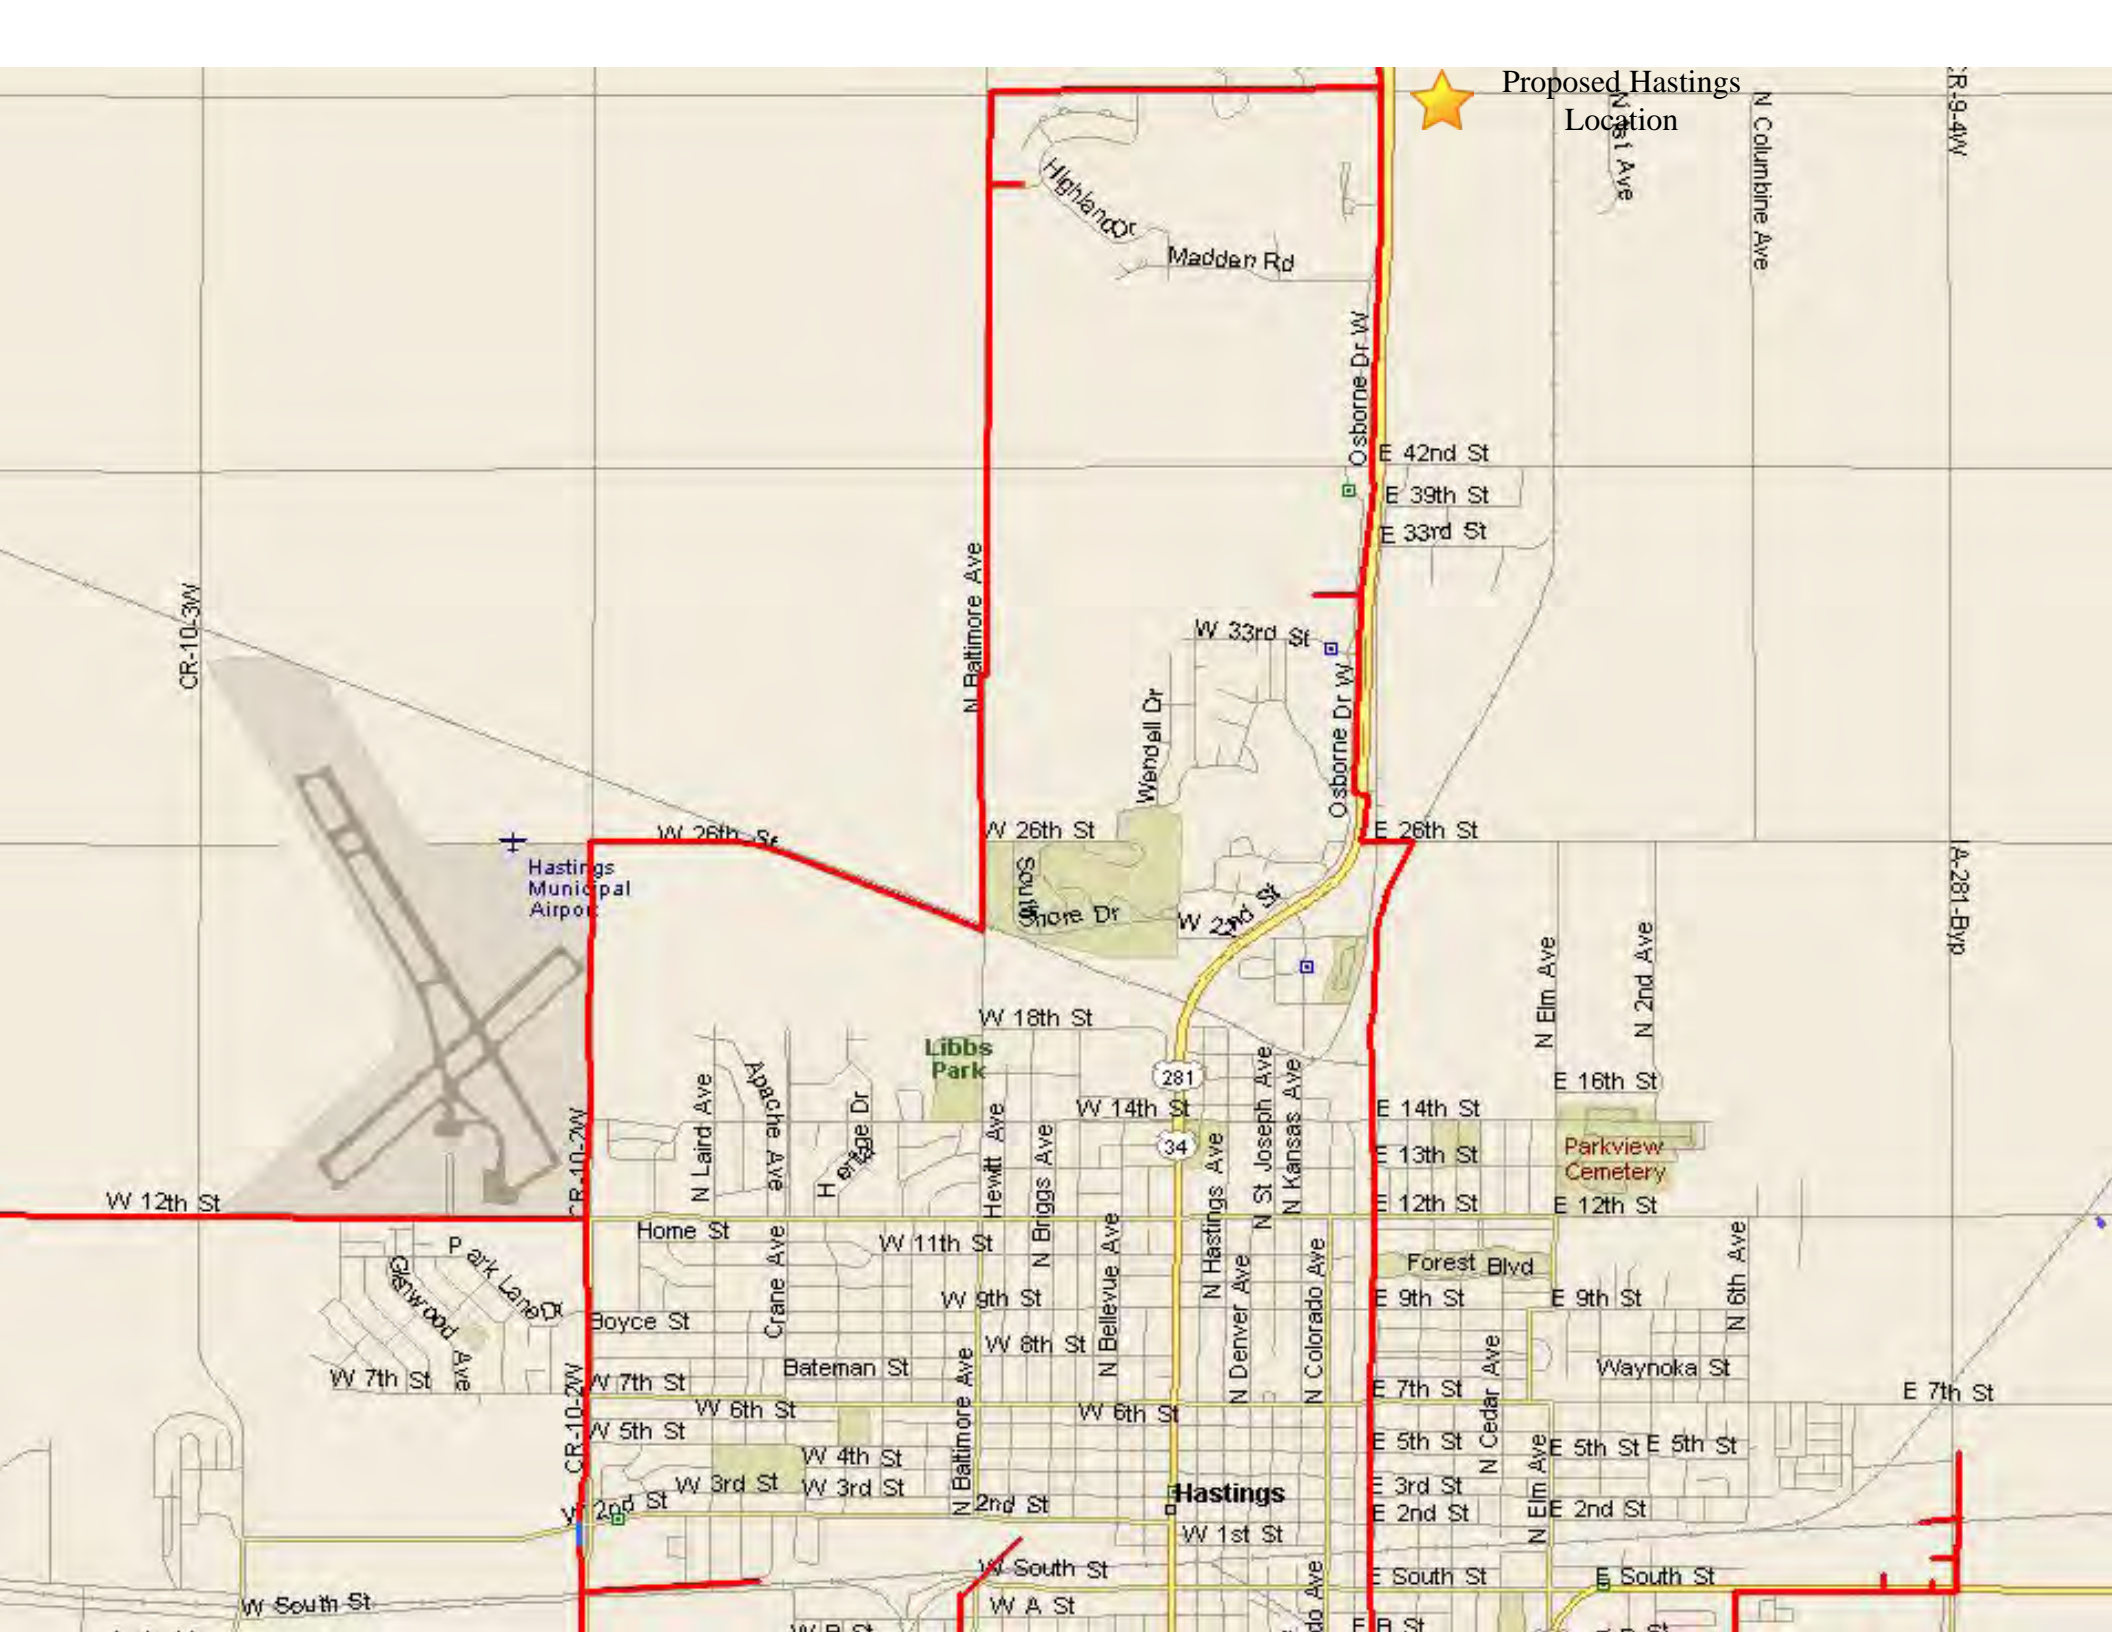 Proposed Hastings
Location
N 1st Ave
N Columbine Ave
CR-9-4W
Highland Dr
Madden Rd
Osborne Dr W
E 42nd St
E 39th St
E 33rd St
CR-10-3W
N Baltimore Ave
W 33rd St
Wendell Dr
Osborne Dr W
W 26th St
W 26th St
E 26th St
Hastings
Municipal
Airport
South
Shore Dr
W 22nd St
A-281-Byp
N Elm Ave
N 2nd Ave
W 18th St
Libbs
Park
281
N Laird Ave
Apache Ave
Heritage Dr
Hewitt Ave
N Briggs Ave
W 14th St
34
N Hastings Ave
N St Joseph Ave
N Kansas Ave
E 14th St
E 16th St
E 13th St
Parkview
Cemetery
CR-10-2W
W 12th St
E 12th St
E 12th St
Home St
Park Lane Dr
Glenwood Ave
Crane Ave
W 11th St
N Bellevue Ave
N Denver Ave
N Colorado Ave
Forest Blvd
N 6th Ave
W 9th St
E 9th St
E 9th St
Boyce St
W 8th St
Bateman St
Waynoka St
W 7th St
W 7th St
E 7th St
E 7th St
CR-10-2W
N Baltimore Ave
N Cedar Ave
W 6th St
W 6th St
W 5th St
E 5th St
E 5th St
E 5th St
W 4th St
N Elm Ave
W 3rd St
W 3rd St
E 3rd St
Hastings
W 2nd St
2nd St
E 2nd St
E 2nd St
W 1st St
W South St
E South St
E South St
W South St
W A St
do Ave
W B St
E B St